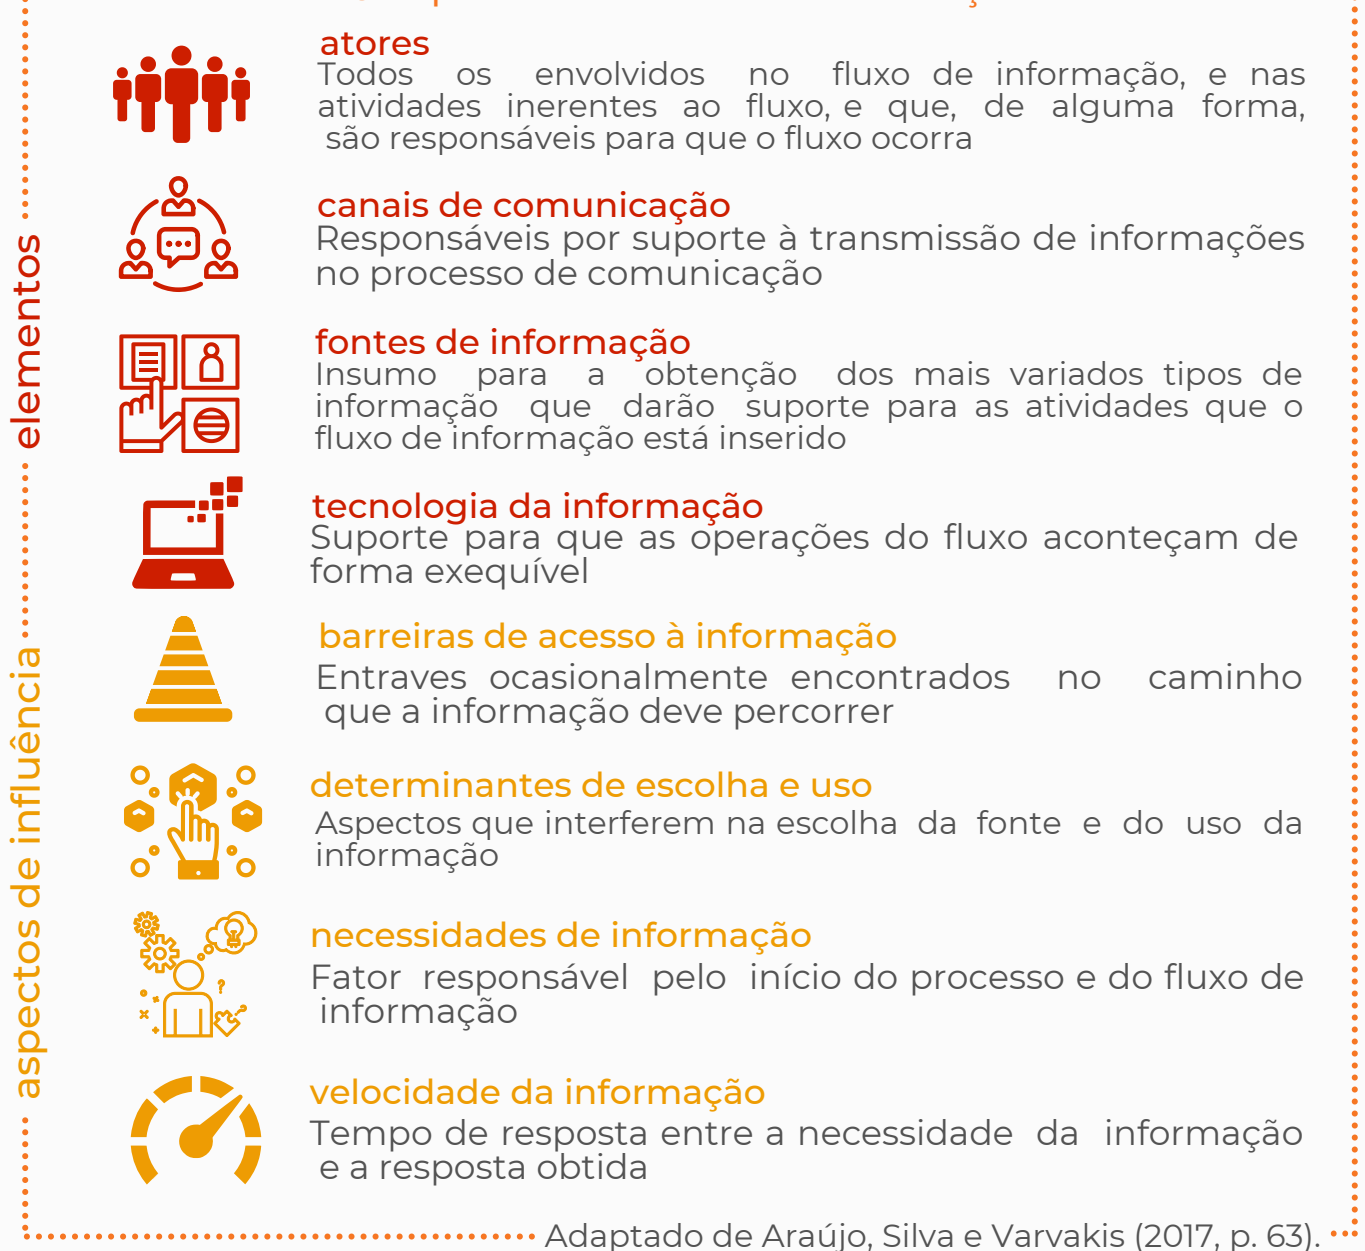 atores
Todos os envolvidos no fluxo de informação, e nas
atividades inerentes ao fluxo, e que, de alguma forma,
são responsáveis para que o fluxo ocorra
canais de comunicação
Responsáveis por suporte à transmissão de informações
no processo de comunicação
fontes de informação
Insumo para a obtenção dos mais variados tipos de
informação que darão suporte para as atividades que o
fluxo de informação está inserido
tecnologia da informação
Suporte para que as operações do fluxo aconteçam de
forma exequível
elementos
barreiras de acesso à informação
Entraves ocasionalmente encontrados no caminho
que a informação deve percorrer
determinantes de escolha e uso
Aspectos que interferem na escolha da fonte e do uso da
informação
necessidades de informação
Fator responsável pelo início do processo e do fluxo de
informação
velocidade da informação
Tempo de resposta entre a necessidade da informação
e a resposta obtida
aspectos de influência
Adaptado de Araújo, Silva e Varvakis (2017, p. 63).